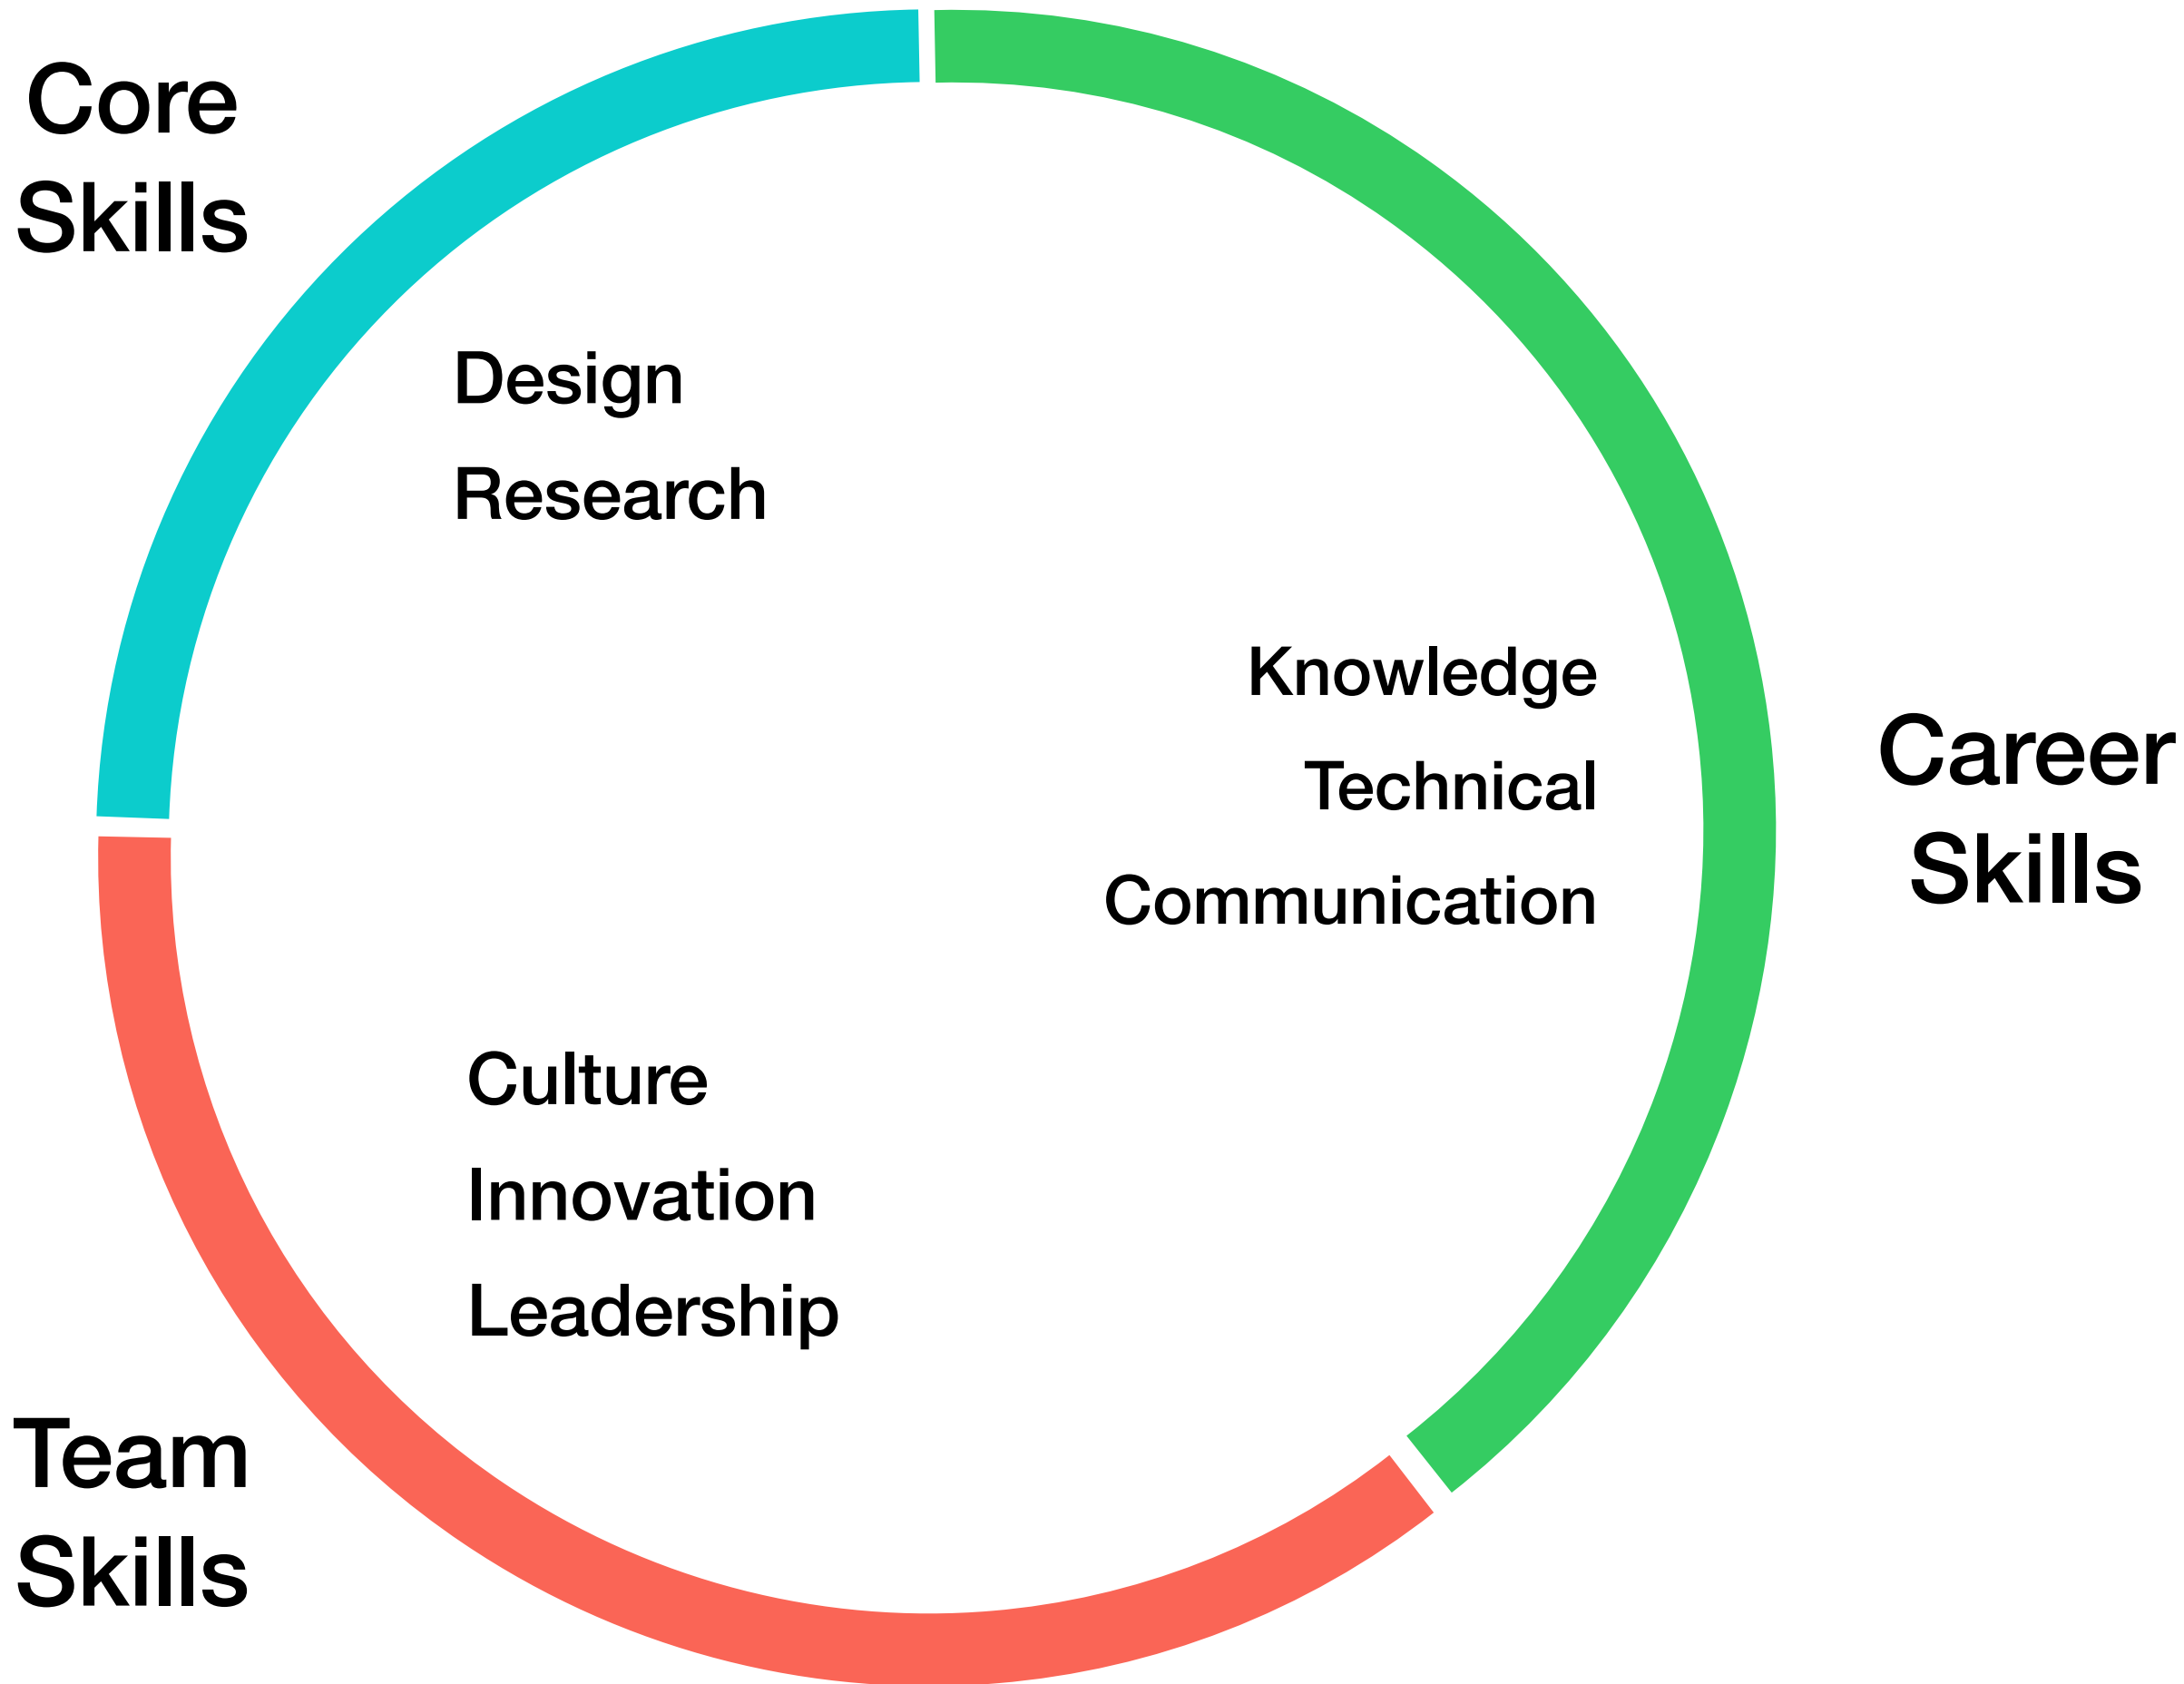 Core
Skills
Design
Research
Knowledge
Technical
Communication
Career
Skills
Culture
Innovation
Leadership
Team
Skills